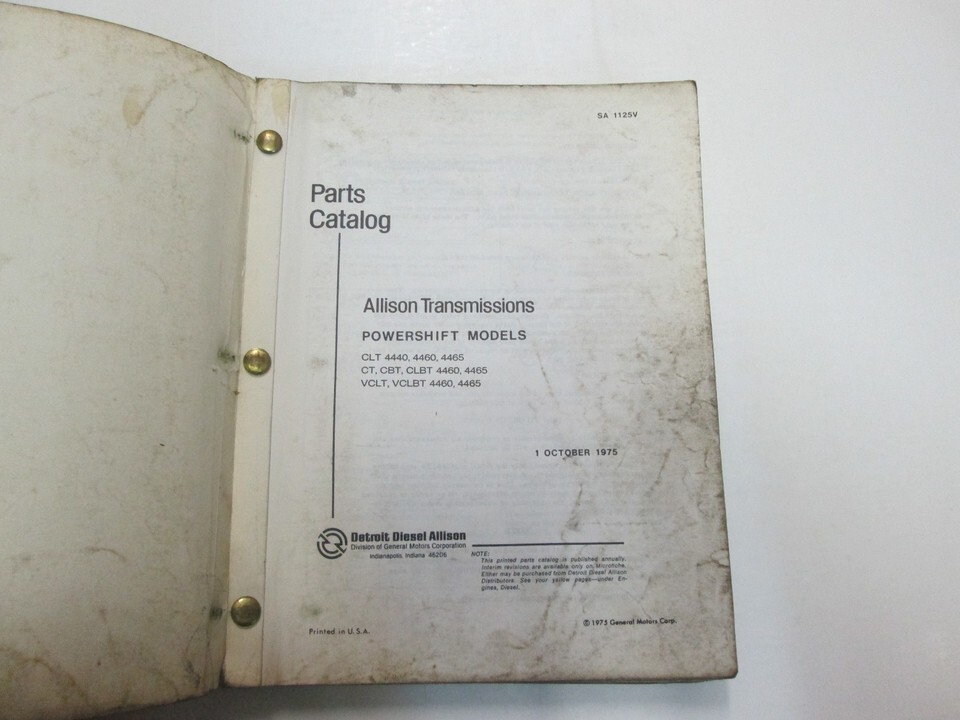 SA 1125V
Parts
Catalog
Allison Transmissions
POWERSHIFT MODELS
CLT 4440, 4460, 4465
CT, CBT, CLBT 4460, 4465
VCLT, VCLBT 4460, 4465
1 OCTOBER 1975
Detroit Diesel Allison
Division of General Motors Corporation
Indianapolis, Indiana 46206
NOTE:
This printed parts catalog is published annually.
Interim revisions are available only on Microfiche.
Either may be purchased from Detroit Diesel Allison
Distributors. See your yellow pages—under En-
gines, Diesel.
Printed in U.S.A.
© 1975 General Motors Corp.